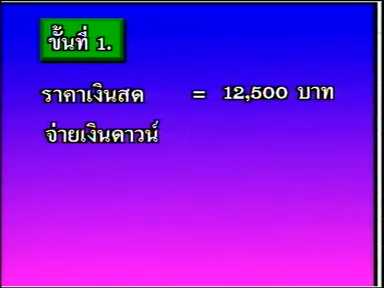 ขั้นที่ 1.
ราคาเงินสด = 12,500 บาท
จ่ายเงินดาวน์